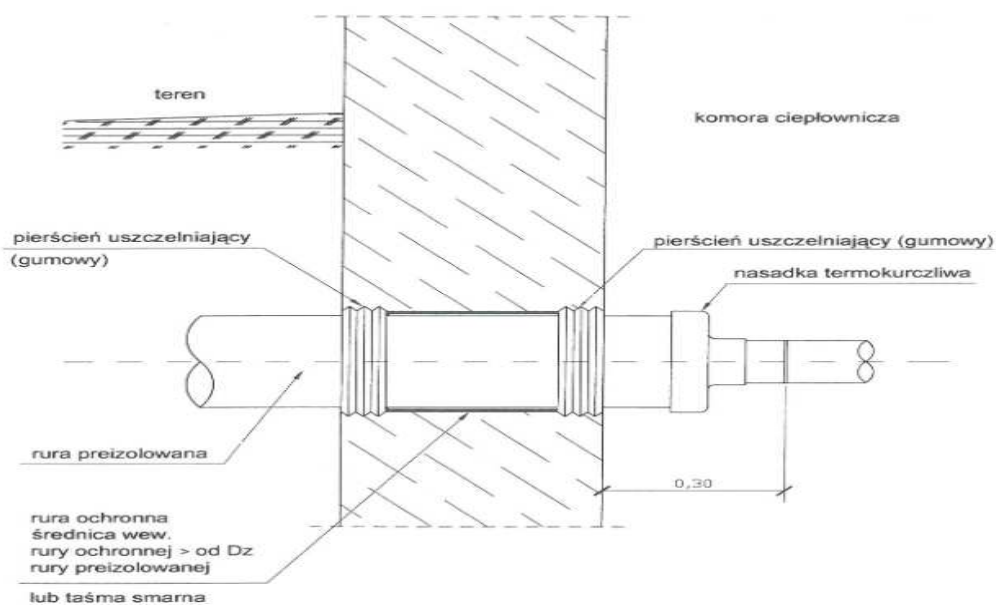 teren
komora ciepłownicza
pierścień uszczelniający
(gumowy)
pierścień uszczelniający (gumowy)
nasadka termokurczliwa
rura preizolowana
0,30
rura ochronna
średnica wew.
rury ochronnej > od Dz
rury preizolowanej
lub taśma smarna